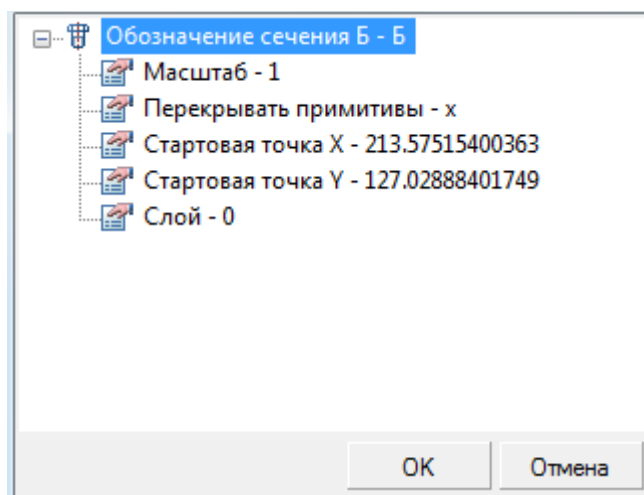 Обозначение сечения Б - Б
Масштаб - 1
Перекрывать примитивы - x
Стартовая точка X - 213.57515400363
Стартовая точка Y - 127.02888401749
Слой - 0
OK Отмена